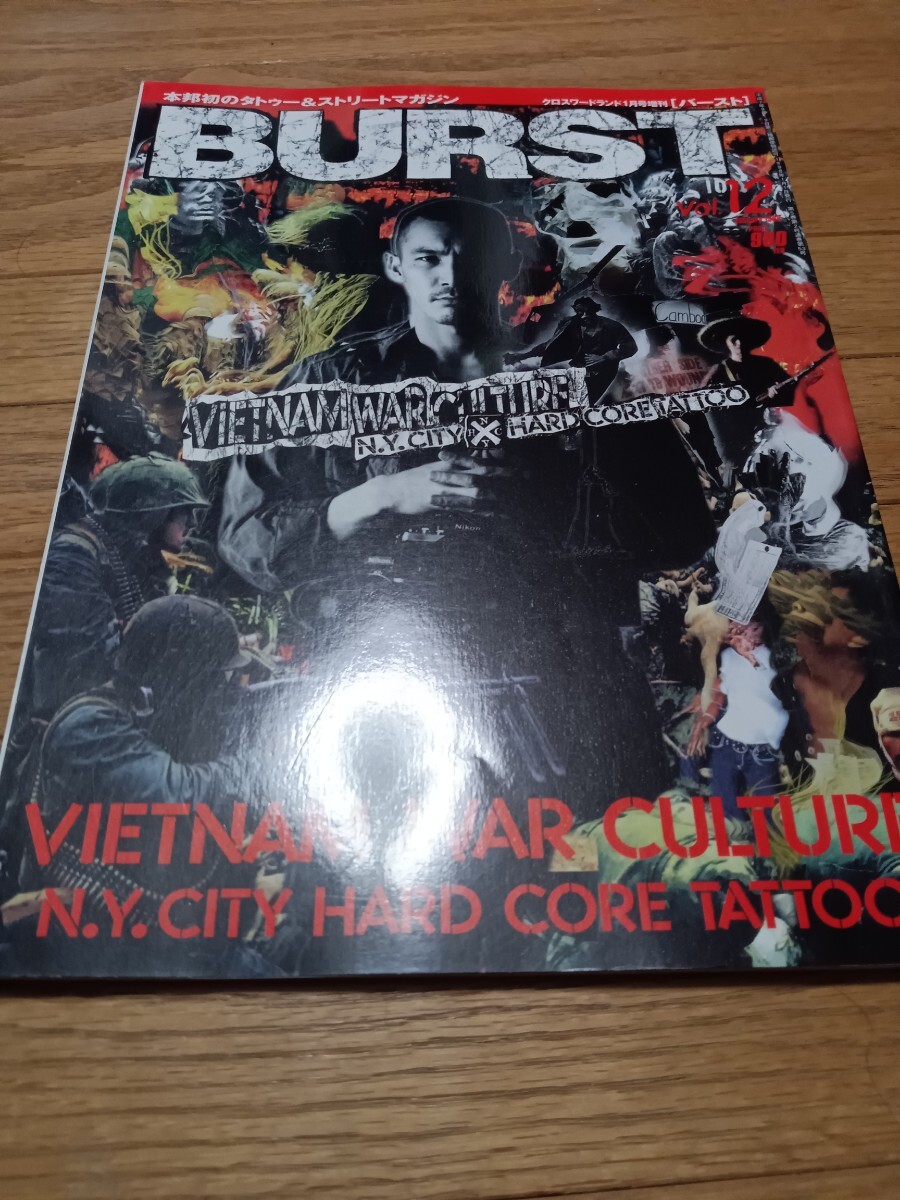 本邦初のタトゥー&ストリートマガジン
クロスワードランド1月号増刊[バースト]
BURST
vol.12
VIETNAM WAR CULTURE
N.Y. CITY HARD CORE TATTOO
Nikon
Nikon
VIETNAM WAR CULTURE
N.Y. CITY HARD CORE TATTOO